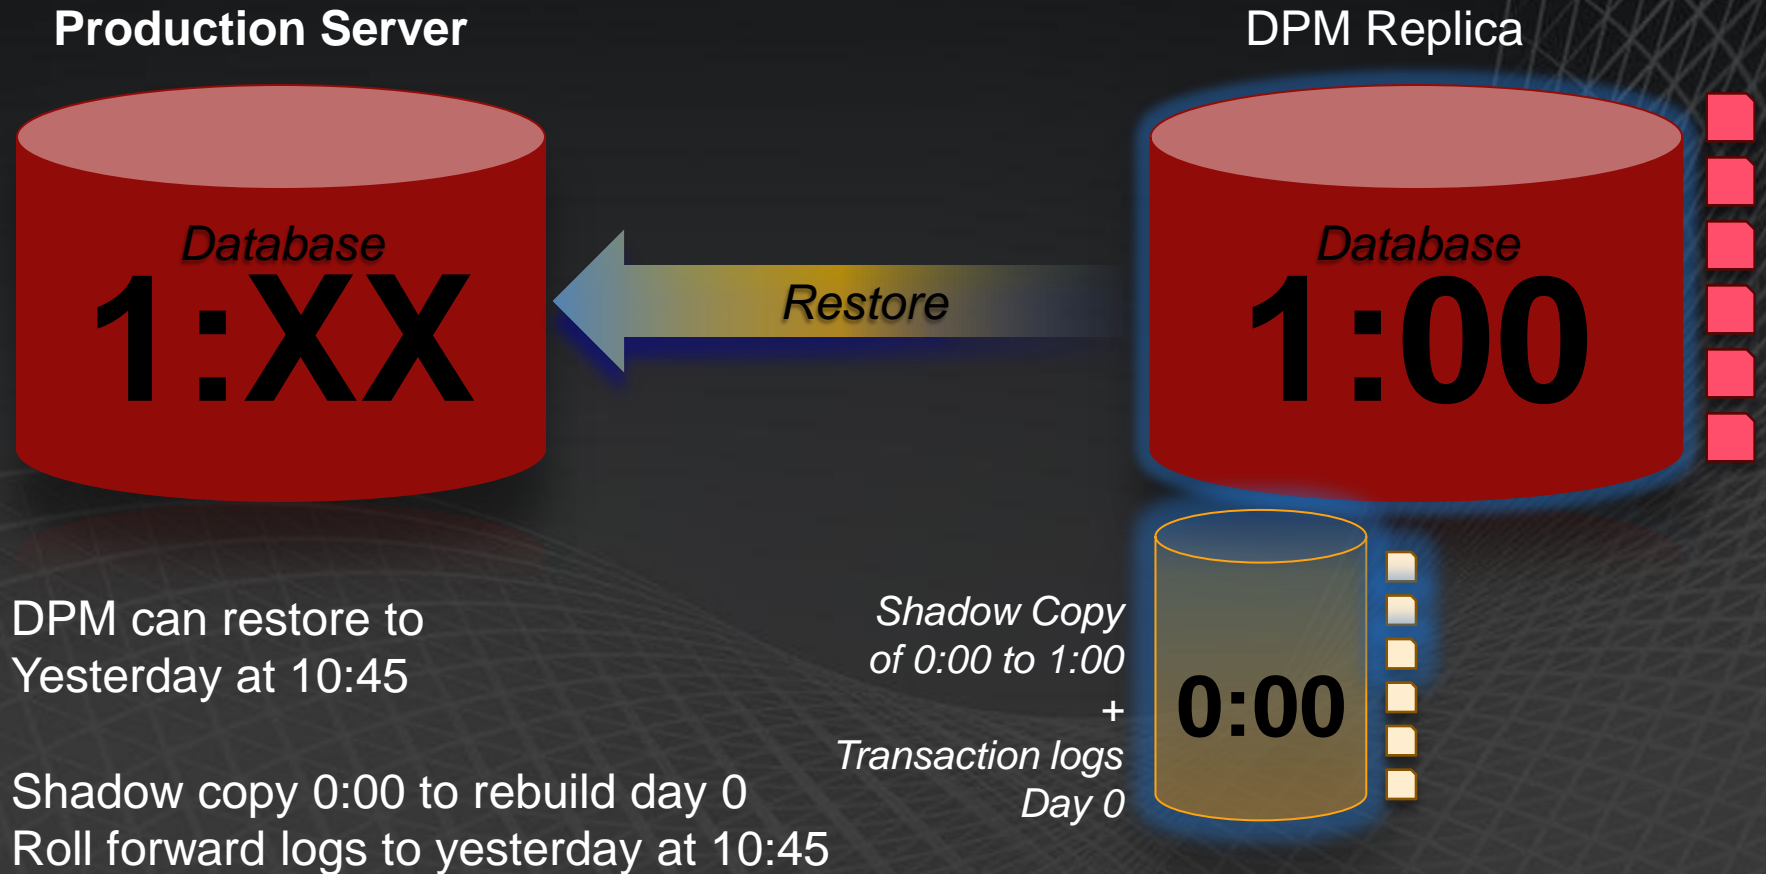 Production Server
DPM Replica
Database
1:XX
Restore
Database
1:00
Shadow Copy
of 0:00 to 1:00
+
Transaction logs
Day 0
0:00
DPM can restore to
Yesterday at 10:45
Shadow copy 0:00 to rebuild day 0
Roll forward logs to yesterday at 10:45